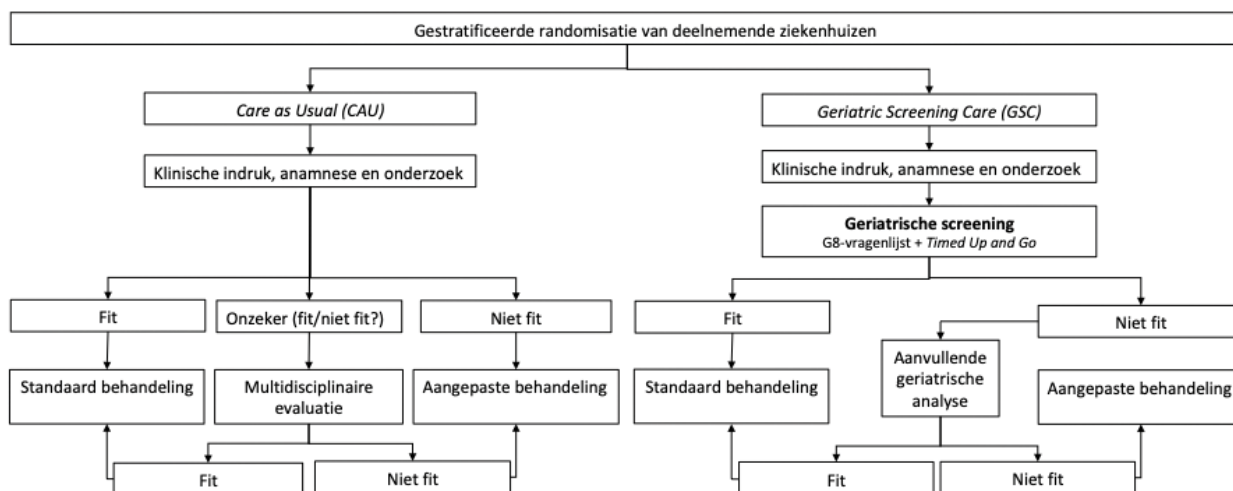 Gestratificeerde randomisatie van deelnemende ziekenhuizen
Care as Usual (CAU)
Geriatric Screening Care (GSC)
Klinische indruk, anamnese en onderzoek
Klinische indruk, anamnese en onderzoek
Geriatrische screening
G8-vragenlijst + Timed Up and Go
Fit
Onzeker (fit/niet fit?)
Niet fit
Fit
Niet fit
Standaard behandeling
Multidisciplinaire
evaluatie
Aangepaste behandeling
Standaard behandeling
Aanvullende
geriatrische
analyse
Aangepaste behandeling
Fit
Niet fit
Fit
Niet fit